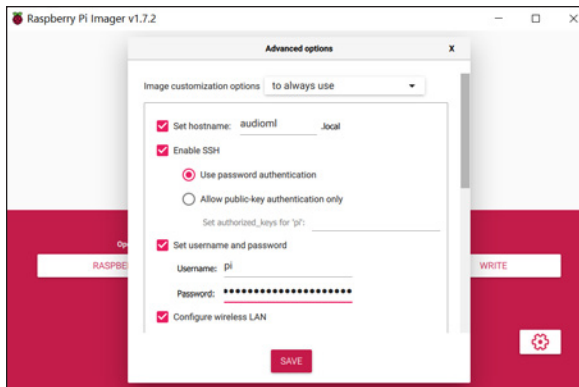 Raspberry Pi Imager v1.7.2
Advanced options X
Image customization options to always use
Set hostname: audioml .local
Enable SSH
Use password authentication
Allow public-key authentication only
Set authorized_keys for 'pi':
Op
Set username and password
RASPBE
Username: pi
WRITE
Password: ••••••••••••••••••••••
Configure wireless LAN
SAVE